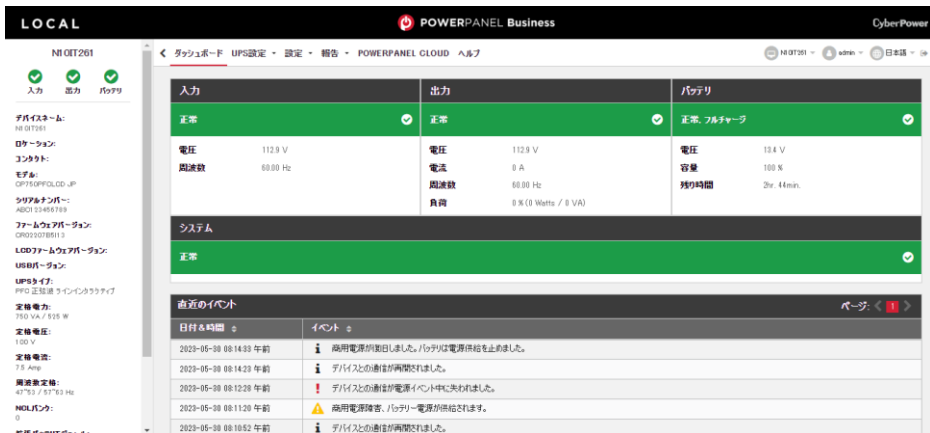 LOCAL
POWERPANEL Business
CyberPower
N1 OIT261
ダッシュボード UPS設定 設定 報告 POWERPANEL CLOUD ヘルプ
N1 OIT261 admin 日本語
入力 出力 バッテリ
デバイスネーム:
N1 OIT261
ロケーション:
コンタクト:
モデル:
CP750PFCLCD JP
シリアルナンバー:
ABO123456789
ファームウェアバージョン:
LCDファームウェアバージョン:
USBバージョン:
UPSタイプ:
PFC 正弦波 ラインインタラクティブ
定格電力:
750 VA / 525 W
定格電圧:
100 V
定格電流:
7.5 Amp
周波数定格:
47~53 / 57~63 Hz
NCLバンク:
0
入力
正常
電圧 112.9 V
周波数 60.00 Hz
出力
正常
電圧 112.9 V
電流 0 A
周波数 60.00 Hz
負荷 0 % (0 Watts / 0 VA)
バッテリ
正常, フルチャージ
電圧 13.4 V
容量 100 %
残り時間 2hr. 44min.
システム
正常
直近のイベント
ページ: 1
日付&時間 イベント
2023-05-30 08:14:33 午前 商用電源が復旧しました。バッテリは電源供給を止めました。
2023-05-30 08:14:23 午前 デバイスとの通信が再開されました。
2023-05-30 08:12:28 午前 デバイスとの通信が電源イベント中に失われました。
2023-05-30 08:11:20 午前 商用電源障害、バッテリー電源が供給されます。
2023-05-30 08:10:52 午前 デバイスとの通信が再開されました。